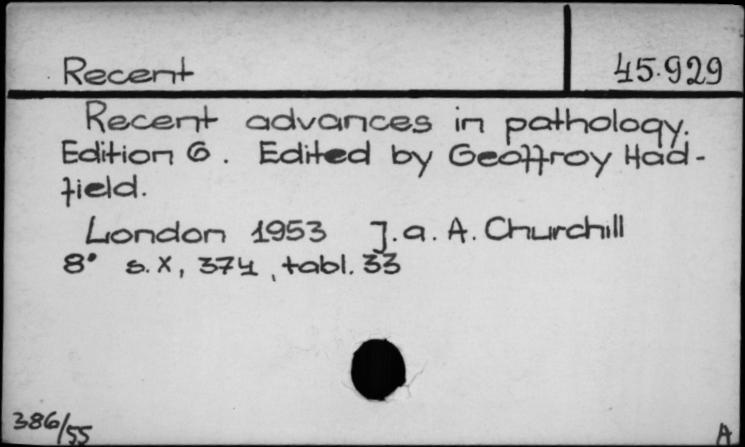 Recent 45.929
Recent advances in pathology.
Edition 6. Edited by Geoffroy Had-
field.
London 1953 J.a.A. Churchill
8° s.X, 374, tabl. 33
386/55
A